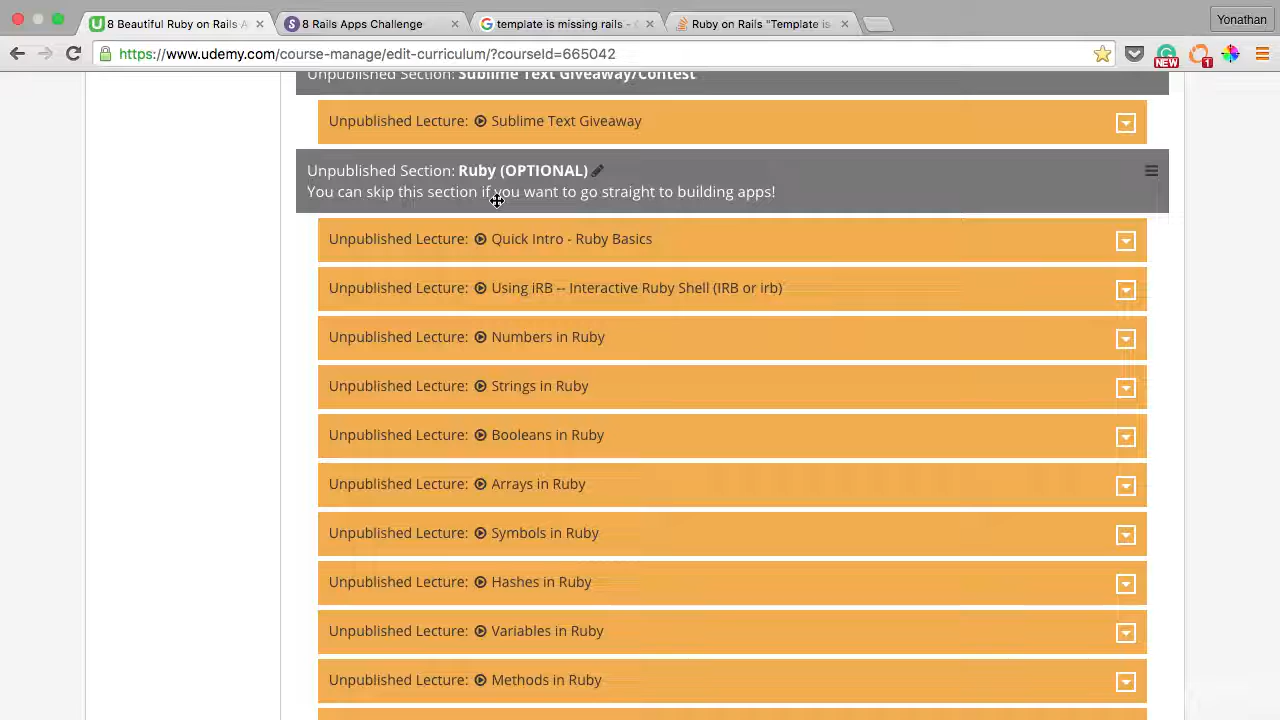 8 Beautiful Ruby on Rails A
8 Rails Apps Challenge
template is missing rails -
Ruby on Rails "Template is
Yonathan
https://www.udemy.com/course-manage/edit-curriculum/?courseId=665042
NEW
1
Unpublished Section: Sublime Text Giveaway/Contest
Unpublished Lecture: Sublime Text Giveaway
Unpublished Section: Ruby (OPTIONAL)
You can skip this section if you want to go straight to building apps!
Unpublished Lecture: Quick Intro - Ruby Basics
Unpublished Lecture: Using iRB -- Interactive Ruby Shell (IRB or irb)
Unpublished Lecture: Numbers in Ruby
Unpublished Lecture: Strings in Ruby
Unpublished Lecture: Booleans in Ruby
Unpublished Lecture: Arrays in Ruby
Unpublished Lecture: Symbols in Ruby
Unpublished Lecture: Hashes in Ruby
Unpublished Lecture: Variables in Ruby
Unpublished Lecture: Methods in Ruby